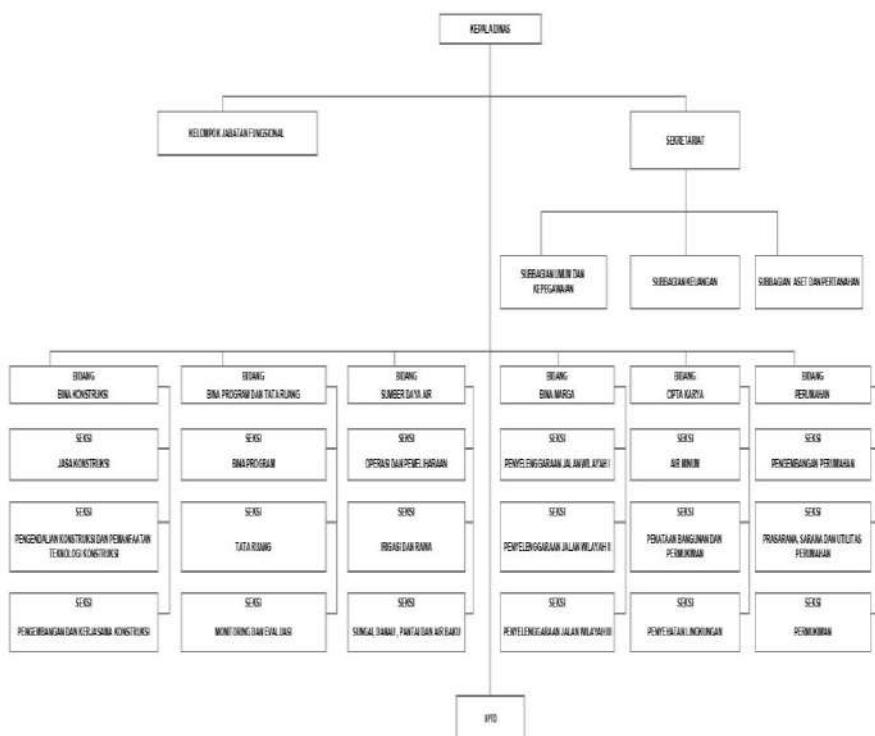 KEPALA DINAS
KELOMPOK JABATAN FUNGSIONAL
SEKRETARIAT
SUBBAGIAN UMUM DAN
KEPEGAWAIAN
SUBBAGIAN KEUANGAN
SUBBAGIAN ASET DAN PERTANAHAN
BIDANG
BINA KONSTRUKSI
BIDANG
BINA PROGRAM DAN TATA RUANG
BIDANG
SUMBER DAYA AIR
BIDANG
BINA MARGA
BIDANG
CIPTA KARYA
BIDANG
PERUMAHAN
SEKSI
JASA KONSTRUKSI
SEKSI
BINA PROGRAM
SEKSI
OPERASI DAN PEMELIHARAAN
SEKSI
PENYELENGGARAAN JALAN WILAYAH I
SEKSI
AIR MINUM
SEKSI
PENGEMBANGAN PERUMAHAN
SEKSI
PENGENDALIAN KONSTRUKSI DAN PEMANFAATAN
TEKNOLOGI KONSTRUKSI
SEKSI
TATA RUANG
SEKSI
IRIGASI DAN RAWA
SEKSI
PENYELENGGARAAN JALAN WILAYAH II
SEKSI
PENATAAN BANGUNAN DAN
PERMUKIMAN
SEKSI
PRASARANA, SARANA DAN UTILITAS
PERUMAHAN
SEKSI
PENGEMBANGAN DAN KERJASAMA KONSTRUKSI
SEKSI
MONITORING DAN EVALUASI
SEKSI
SUNGAI, DANAU, PANTAI DAN AIR BAKU
SEKSI
PENYELENGGARAAN JALAN WILAYAH III
SEKSI
PENYEHATAN LINGKUNGAN
SEKSI
PERMUKIMAN
UPTD